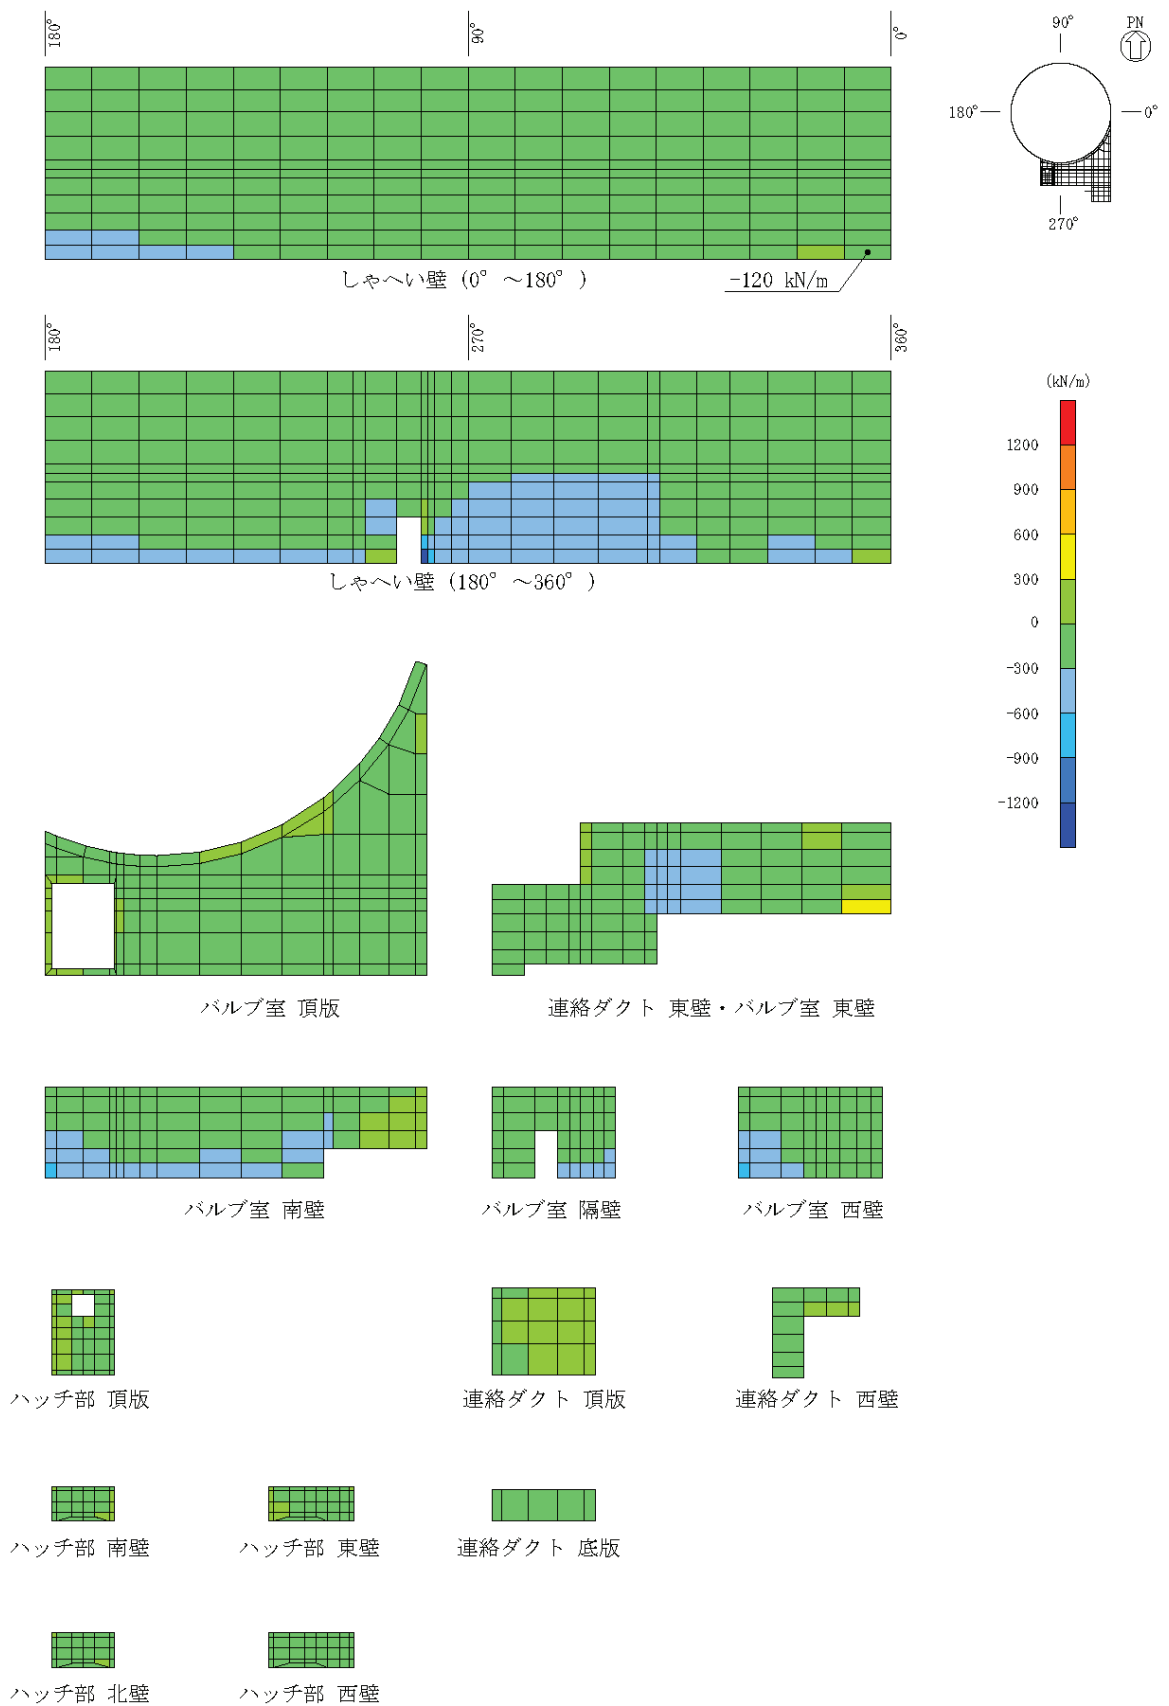 180°
90°
0°
90°
PN
180°
0°
270°
しゃへい壁 (0° ～180° )
-120 kN/m
180°
270°
360°
しゃへい壁 (180° ～360° )
(kN/m)
1200
900
600
300
0
-300
-600
-900
-1200
バルブ室 頂版
連絡ダクト 東壁・バルブ室 東壁
バルブ室 南壁
バルブ室 隔壁
バルブ室 西壁
ハッチ部 頂版
連絡ダクト 頂版
連絡ダクト 西壁
ハッチ部 南壁
ハッチ部 東壁
連絡ダクト 底版
ハッチ部 北壁
ハッチ部 西壁